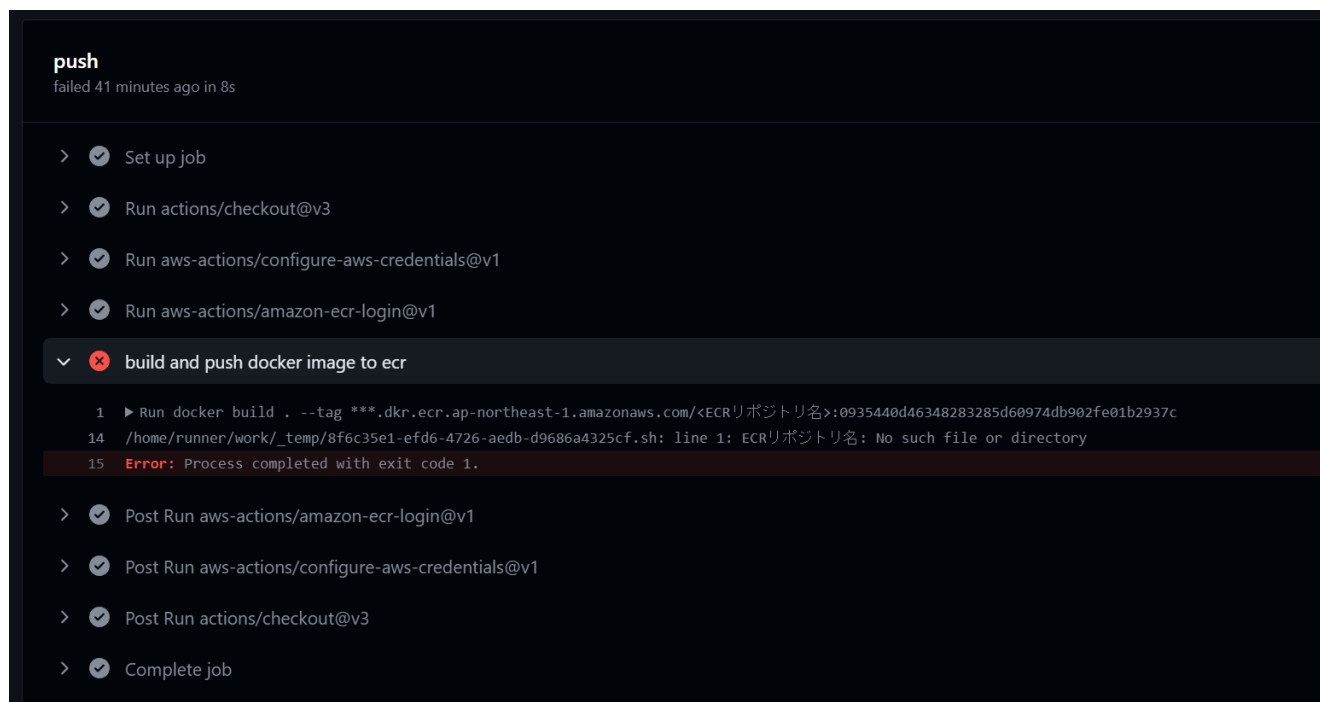 push
failed 41 minutes ago in 8s
Set up job
Run actions/checkout@v3
Run aws-actions/configure-aws-credentials@v1
Run aws-actions/amazon-ecr-login@v1
build and push docker image to ecr
1 ▶ Run docker build . --tag ***.dkr.ecr.ap-northeast-1.amazonaws.com/<ECRリポジトリ名>:0935440d46348283285d60974db902fe01b2937c
14 /home/runner/work/_temp/8f6c35e1-efd6-4726-aedb-d9686a4325cf.sh: line 1: ECRリポジトリ名: No such file or directory
15 Error: Process completed with exit code 1.
Post Run aws-actions/amazon-ecr-login@v1
Post Run aws-actions/configure-aws-credentials@v1
Post Run actions/checkout@v3
Complete job